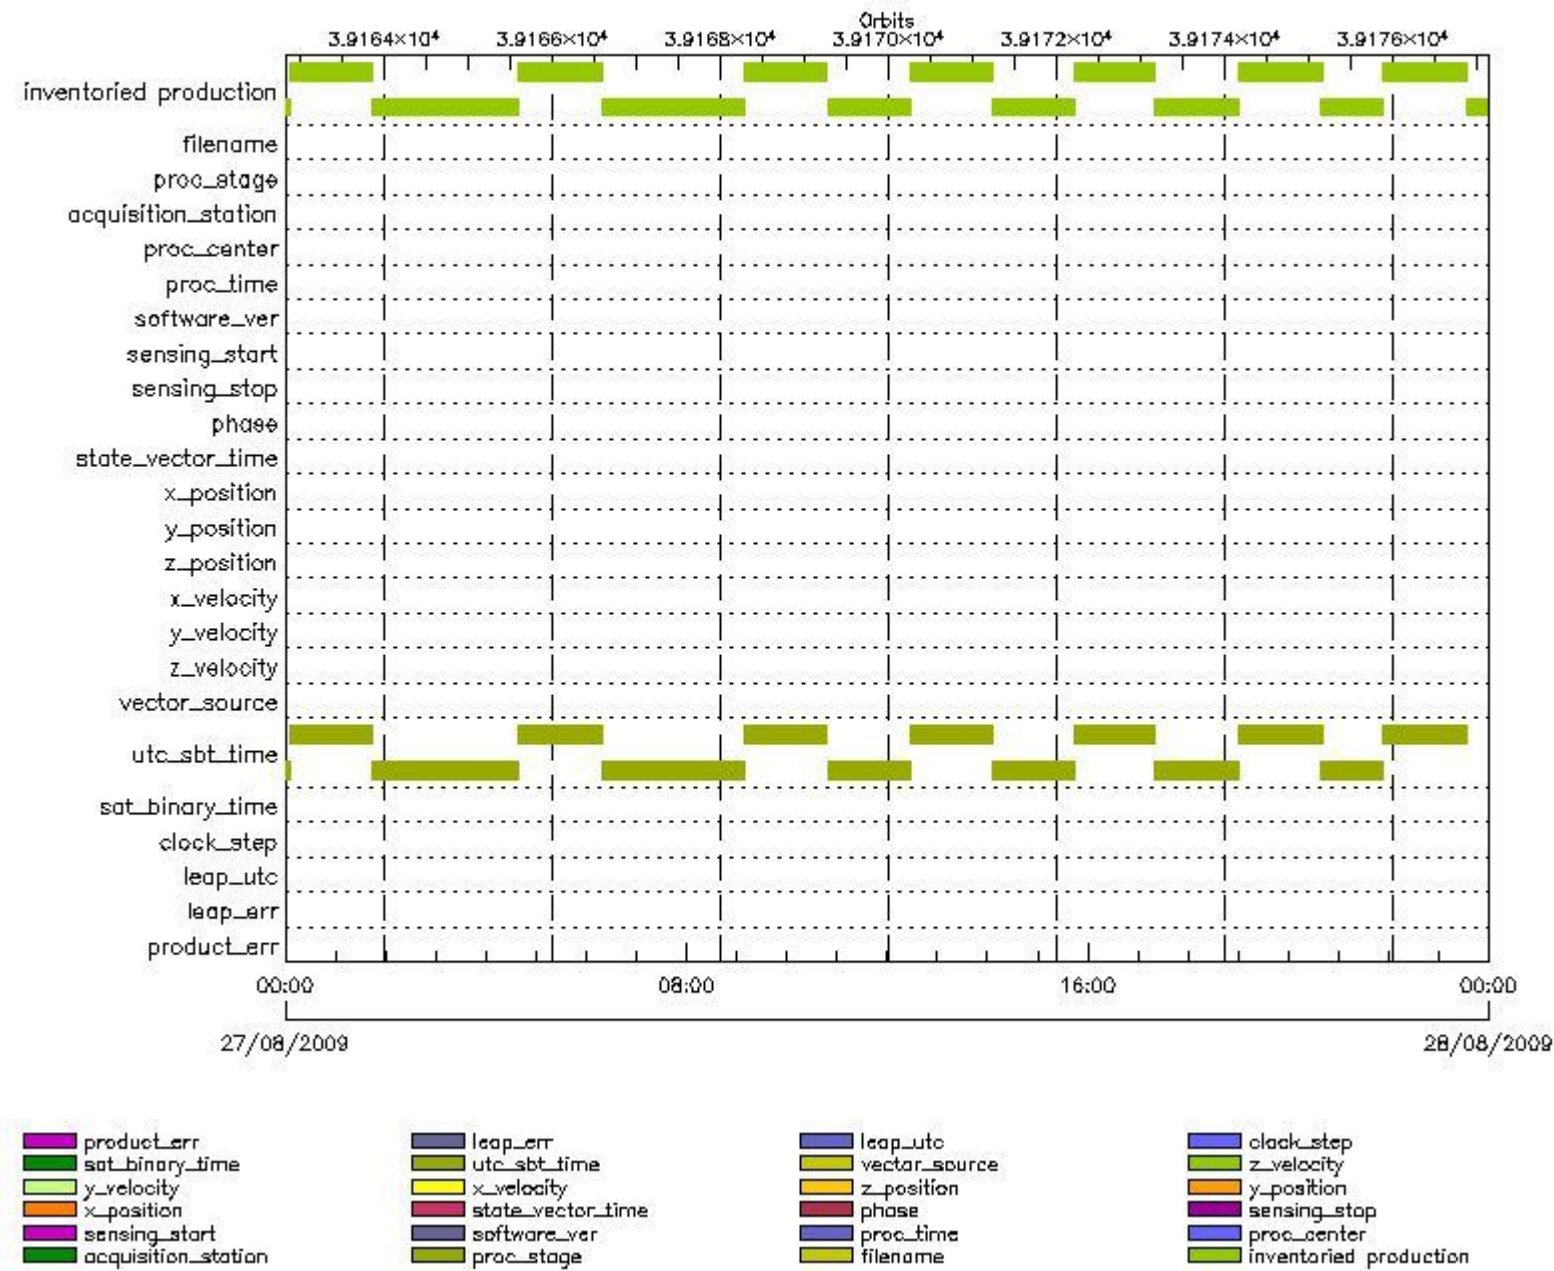 Orbits
3.9164×10⁴ 3.9166×10⁴ 3.9168×10⁴ 3.9170×10⁴ 3.9172×10⁴ 3.9174×10⁴ 3.9176×10⁴
inventoried production
filename
proc_stage
acquisition_station
proc_center
proc_time
software_ver
sensing_start
sensing_stop
phase
state_vector_time
x_position
y_position
z_position
x_velocity
y_velocity
z_velocity
vector_source
utc_sbt_time
sat_binary_time
clock_step
leap_utc
leap_err
product_err
00:00 08:00 16:00 00:00
27/08/2009 28/08/2009
product_err leap_err leap_utc clock_step
sat_binary_time utc_sbt_time vector_source z_velocity
y_velocity x_velocity z_position y_position
x_position state_vector_time phase sensing_stop
sensing_start software_ver proc_time proc_center
acquisition_station proc_stage filename inventoried production